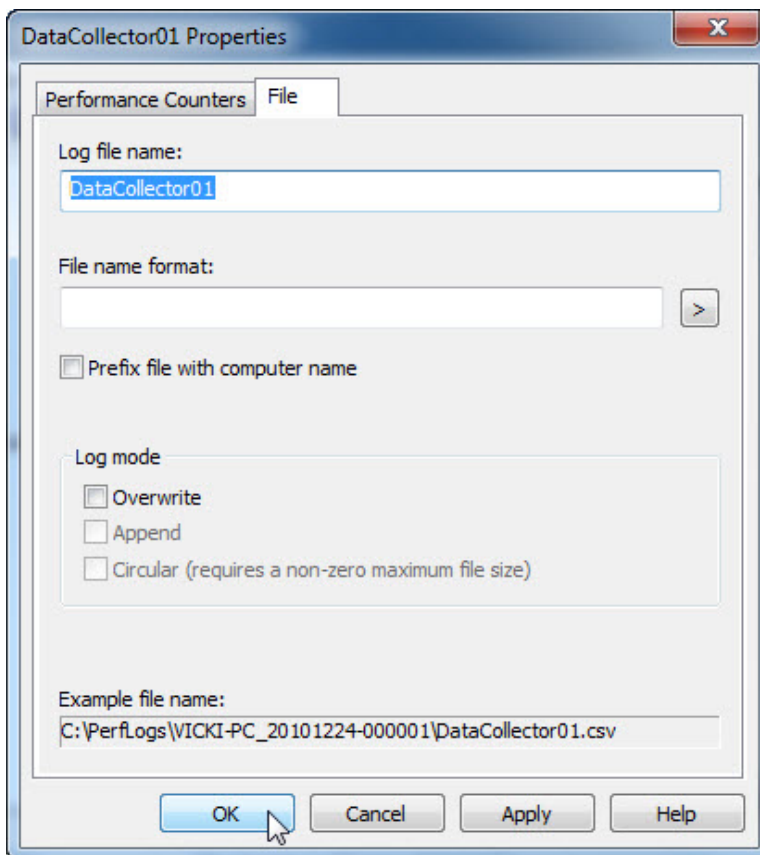 DataCollector01 Properties
Performance Counters File
Log file name:
DataCollector01
File name format:
>
Prefix file with computer name
Log mode
Overwrite
Append
Circular (requires a non-zero maximum file size)
Example file name:
C:\PerfLogs\VICKI-PC_20101224-000001\DataCollector01.csv
OK Cancel Apply Help